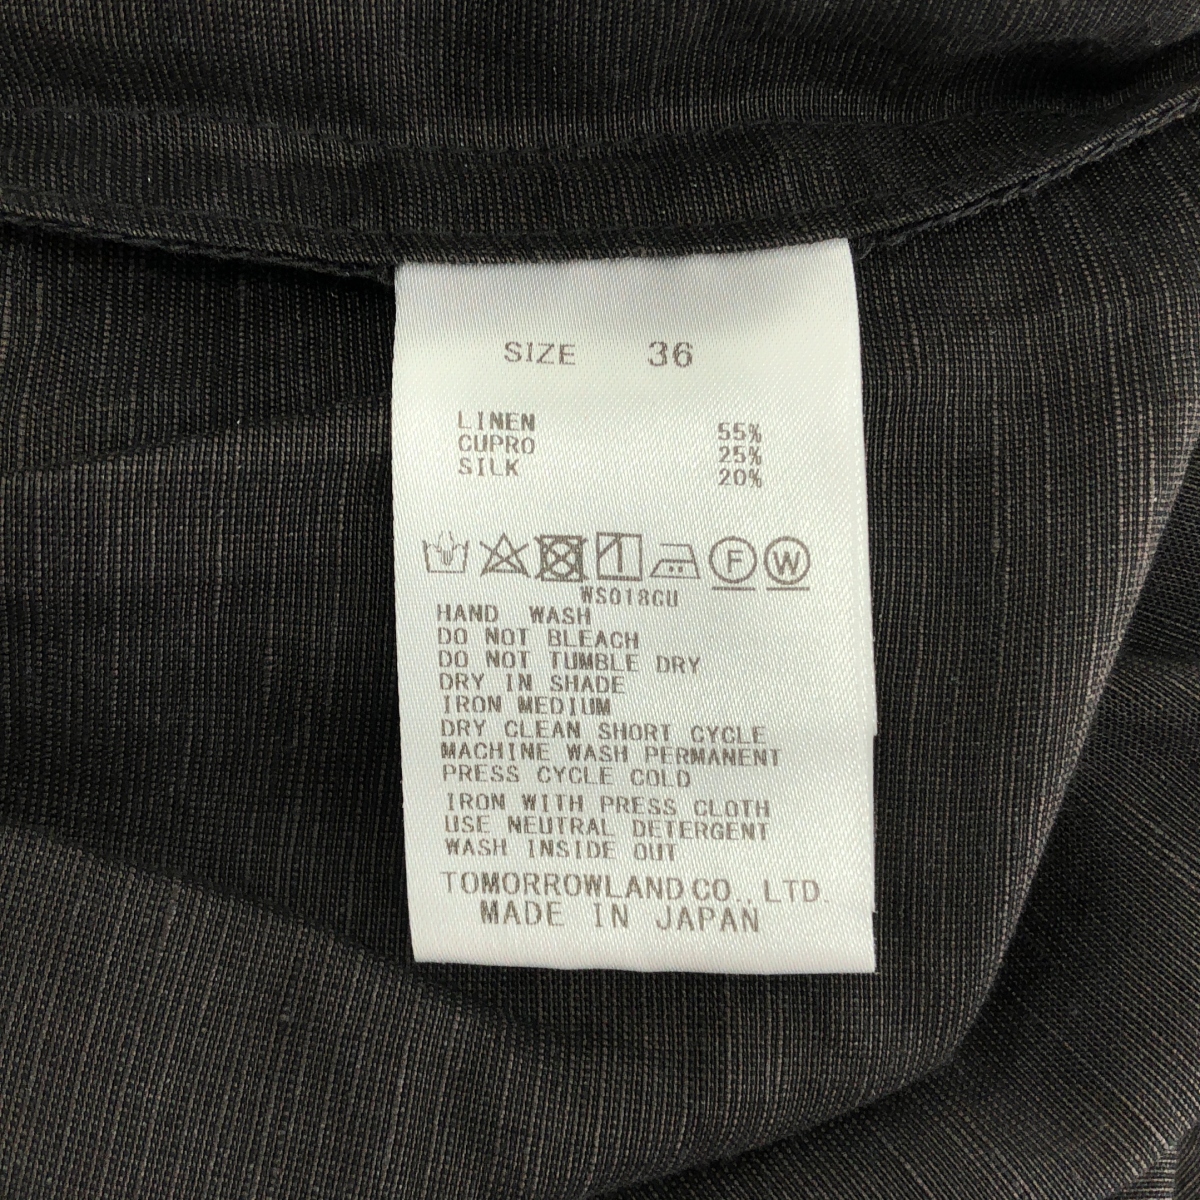 SIZE 36
LINEN 55%
CUPRO 25%
SILK 20%
F W
WS018CU
HAND WASH
DO NOT BLEACH
DO NOT TUMBLE DRY
DRY IN SHADE
IRON MEDIUM
DRY CLEAN SHORT CYCLE
MACHINE WASH PERMANENT
PRESS CYCLE COLD
IRON WITH PRESS CLOTH
USE NEUTRAL DETERGENT
WASH INSIDE OUT
TOMORROWLAND CO., LTD.
MADE IN JAPAN